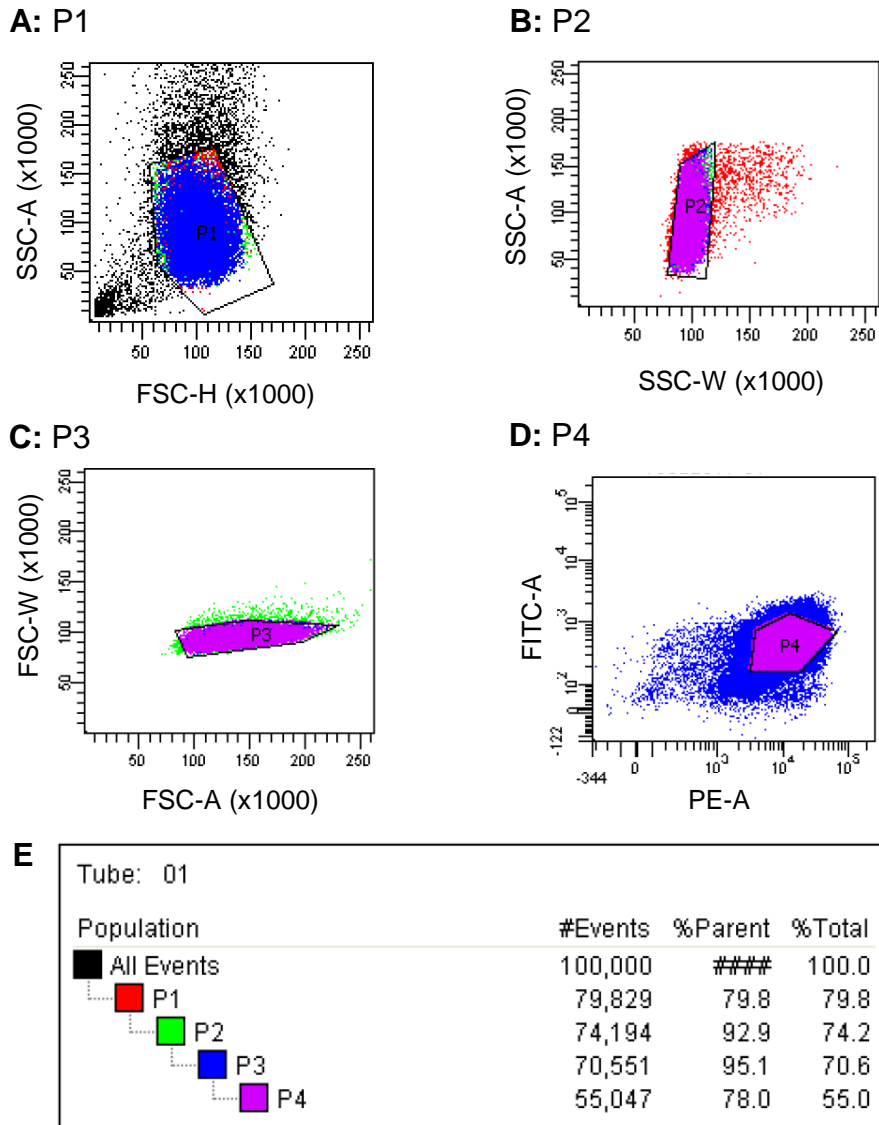 A: P1
SSC-A (x1000)
50 100 150 200 250
P1
50 100 150 200 250
FSC-H (x1000)
B: P2
SSC-A (x1000)
50 100 150 200 250
P2
50 100 150 200 250
SSC-W (x1000)
C: P3
FSC-W (x1000)
50 100 150 200 250
P3
50 100 150 200 250
FSC-A (x1000)
D: P4
FITC-A
-122 0 10^2 10^3 10^4 10^5
P4
-344 0 10^3 10^4 10^5
PE-A
E
Tube: 01
Population #Events %Parent %Total
All Events 100,000 #### 100.0
P1 79,829 79.8 79.8
P2 74,194 92.9 74.2
P3 70,551 95.1 70.6
P4 55,047 78.0 55.0